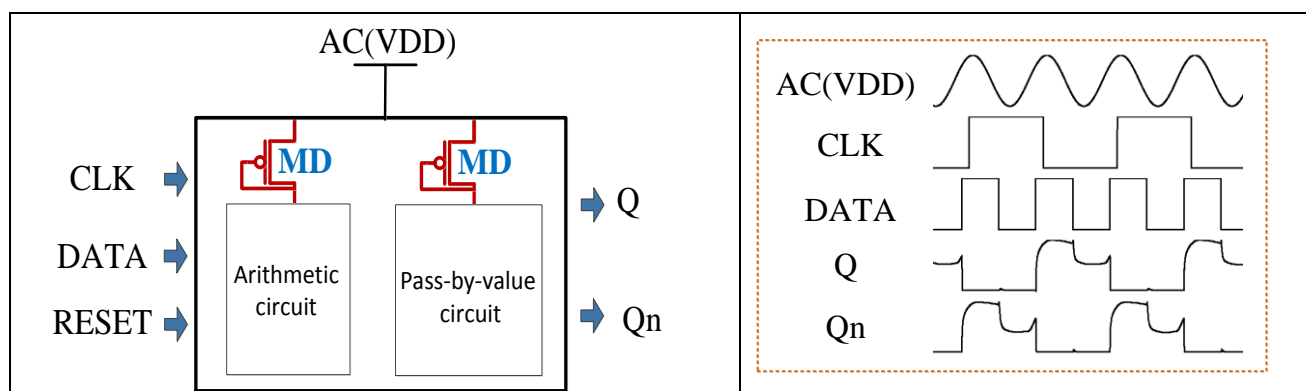 AC(VDD)
MD
MD
CLK
DATA
RESET
Arithmetic
circuit
Pass-by-value
circuit
Q
Qn
AC(VDD)
CLK
DATA
Q
Qn